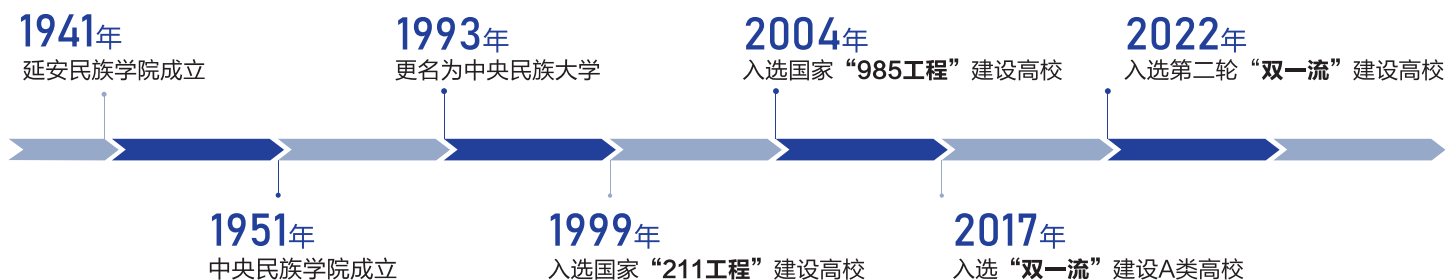 1941年
延安民族学院成立
1993年
更名为中央民族大学
2004年
入选国家“985工程”建设高校
2022年
入选第二轮“双一流”建设高校
1951年
中央民族学院成立
1999年
入选国家“211工程”建设高校
2017年
入选“双一流”建设A类高校